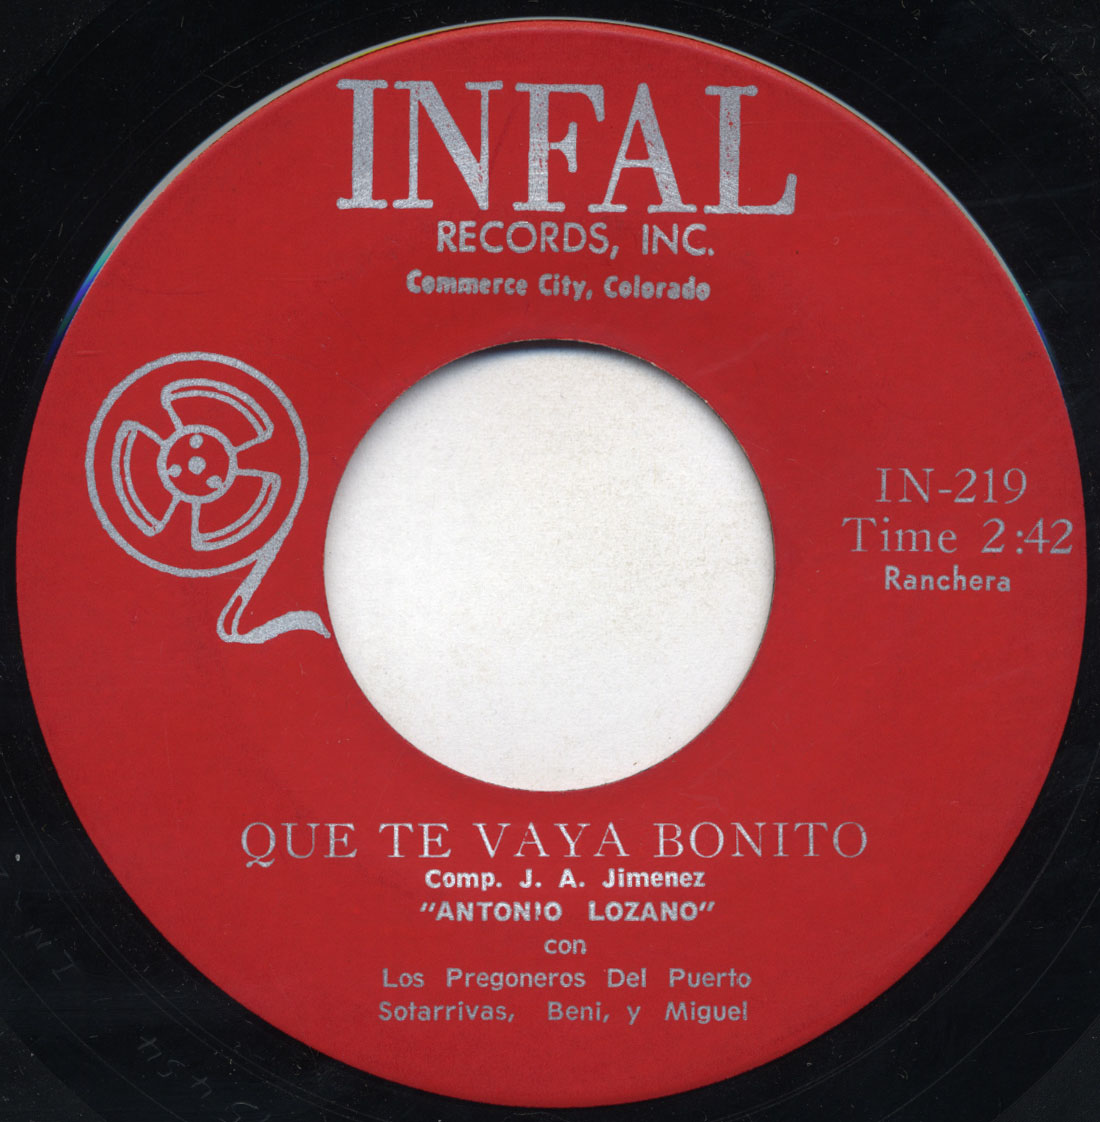 INFAL
RECORDS, INC.
Commerce City, Colorado
IN-219
Time 2:42
Ranchera
QUE TE VAYA BONITO
Comp. J. A. Jimenez
"ANTONIO LOZANO"
con
Los Pregoneros Del Puerto
Sotarrivas, Beni, y Miguel